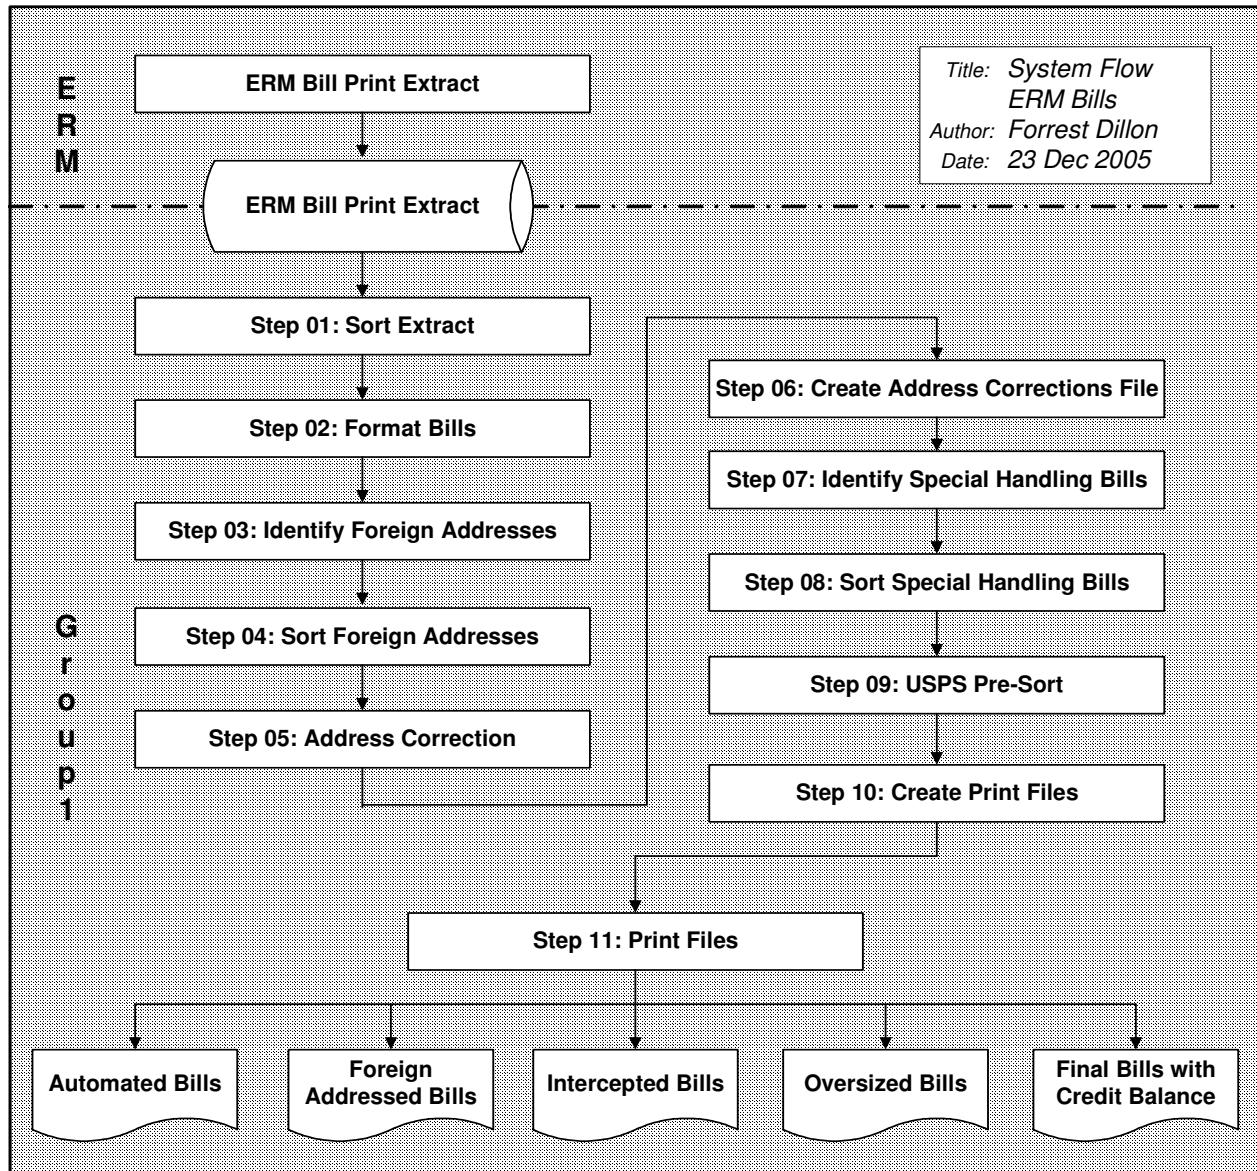 E
R
M
ERM Bill Print Extract
Title: System Flow
ERM Bills
Author: Forrest Dillon
Date: 23 Dec 2005
ERM Bill Print Extract
G
r
o
u
p
1
Step 01: Sort Extract
Step 02: Format Bills
Step 03: Identify Foreign Addresses
Step 04: Sort Foreign Addresses
Step 05: Address Correction
Step 06: Create Address Corrections File
Step 07: Identify Special Handling Bills
Step 08: Sort Special Handling Bills
Step 09: USPS Pre-Sort
Step 10: Create Print Files
Step 11: Print Files
Automated Bills
Foreign
Addressed Bills
Intercepted Bills
Oversized Bills
Final Bills with
Credit Balance